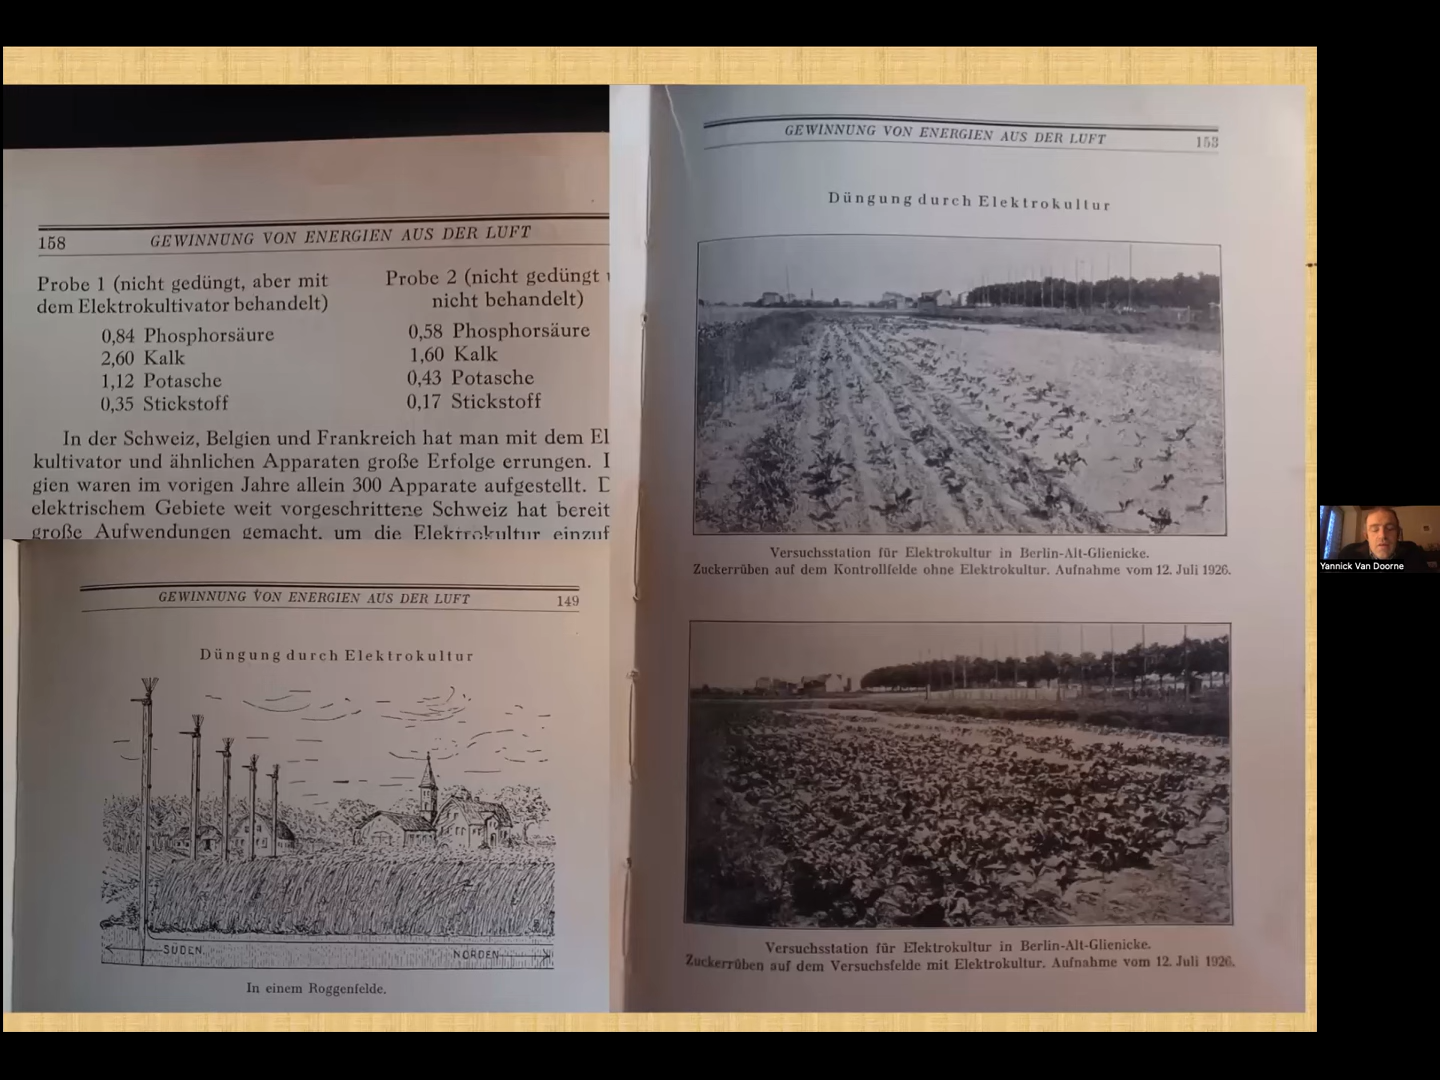 158 GEWINNUNG VON ENERGIEN AUS DER LUFT
Probe 1 (nicht gedüngt, aber mit
dem Elektrokultivator behandelt)
0,84 Phosphorsäure
2,60 Kalk
1,12 Potasche
0,35 Stickstoff
Probe 2 (nicht gedüngt
nicht behandelt)
0,58 Phosphorsäure
1,60 Kalk
0,43 Potasche
0,17 Stickstoff
In der Schweiz, Belgien und Frankreich hat man mit dem El
kultivator und ähnlichen Apparaten große Erfolge errungen. I
gien waren im vorigen Jahre allein 300 Apparate aufgestellt. D
elektrischem Gebiete weit vorgeschrittene Schweiz hat bereit
große Aufwendungen gemacht, um die Elektrokultur einzuf
GEWINNUNG VON ENERGIEN AUS DER LUFT 149
Düngung durch Elektrokultur
SÜDEN NORDEN
In einem Roggenfelde.
GEWINNUNG VON ENERGIEN AUS DER LUFT 153
Düngung durch Elektrokultur
Versuchsstation für Elektrokultur in Berlin-Alt-Glienicke.
Zuckerrüben auf dem Kontrollfelde ohne Elektrokultur. Aufnahme vom 12. Juli 1926.
Versuchsstation für Elektrokultur in Berlin-Alt-Glienicke.
Zuckerrüben auf dem Versuchsfelde mit Elektrokultur. Aufnahme vom 12. Juli 1926.
Yannick Van Doorne